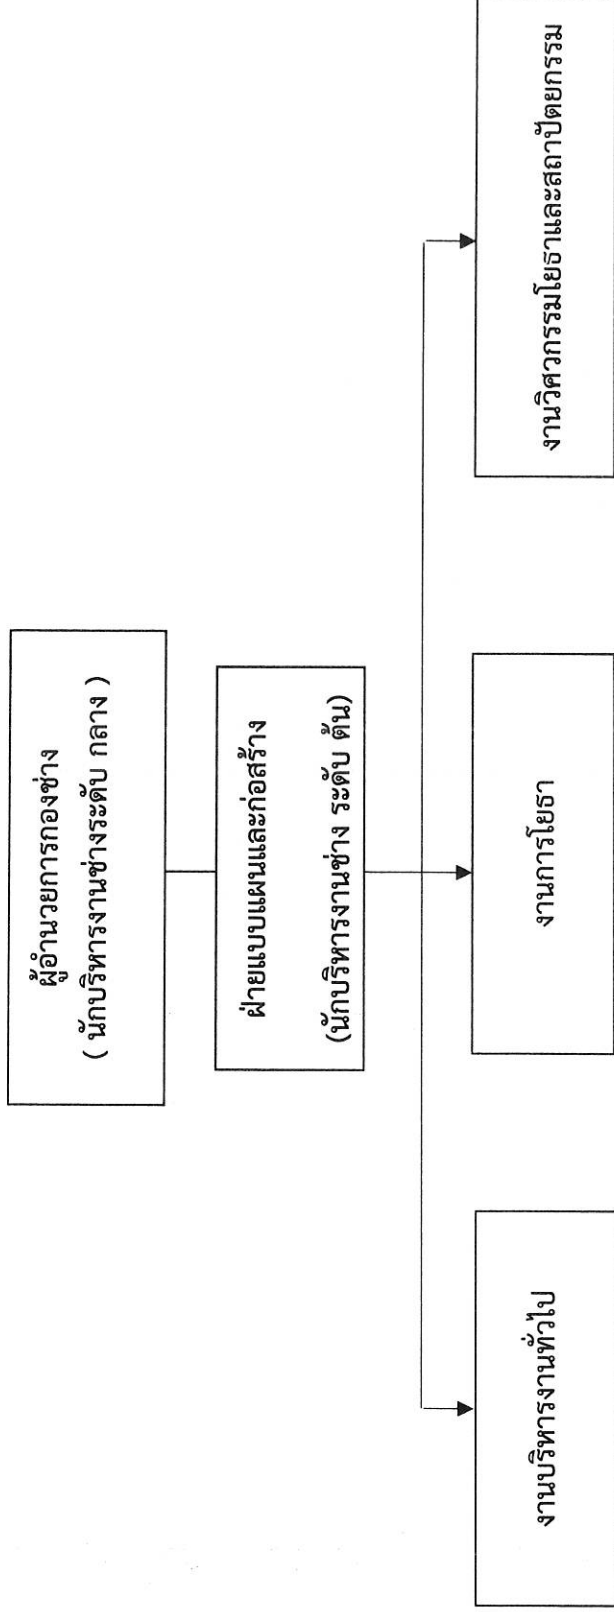 ผู้อำนวยการกองช่าง
( นักบริหารงานช่างระดับ กลาง )
ฝ่ายแบบแผนและก่อสร้าง
(นักบริหารงานช่าง ระดับ ต้น)
งานบริหารงานทั่วไป
งานการโยธา
งานวิศวกรรมโยธาและสถาปัตยกรรม